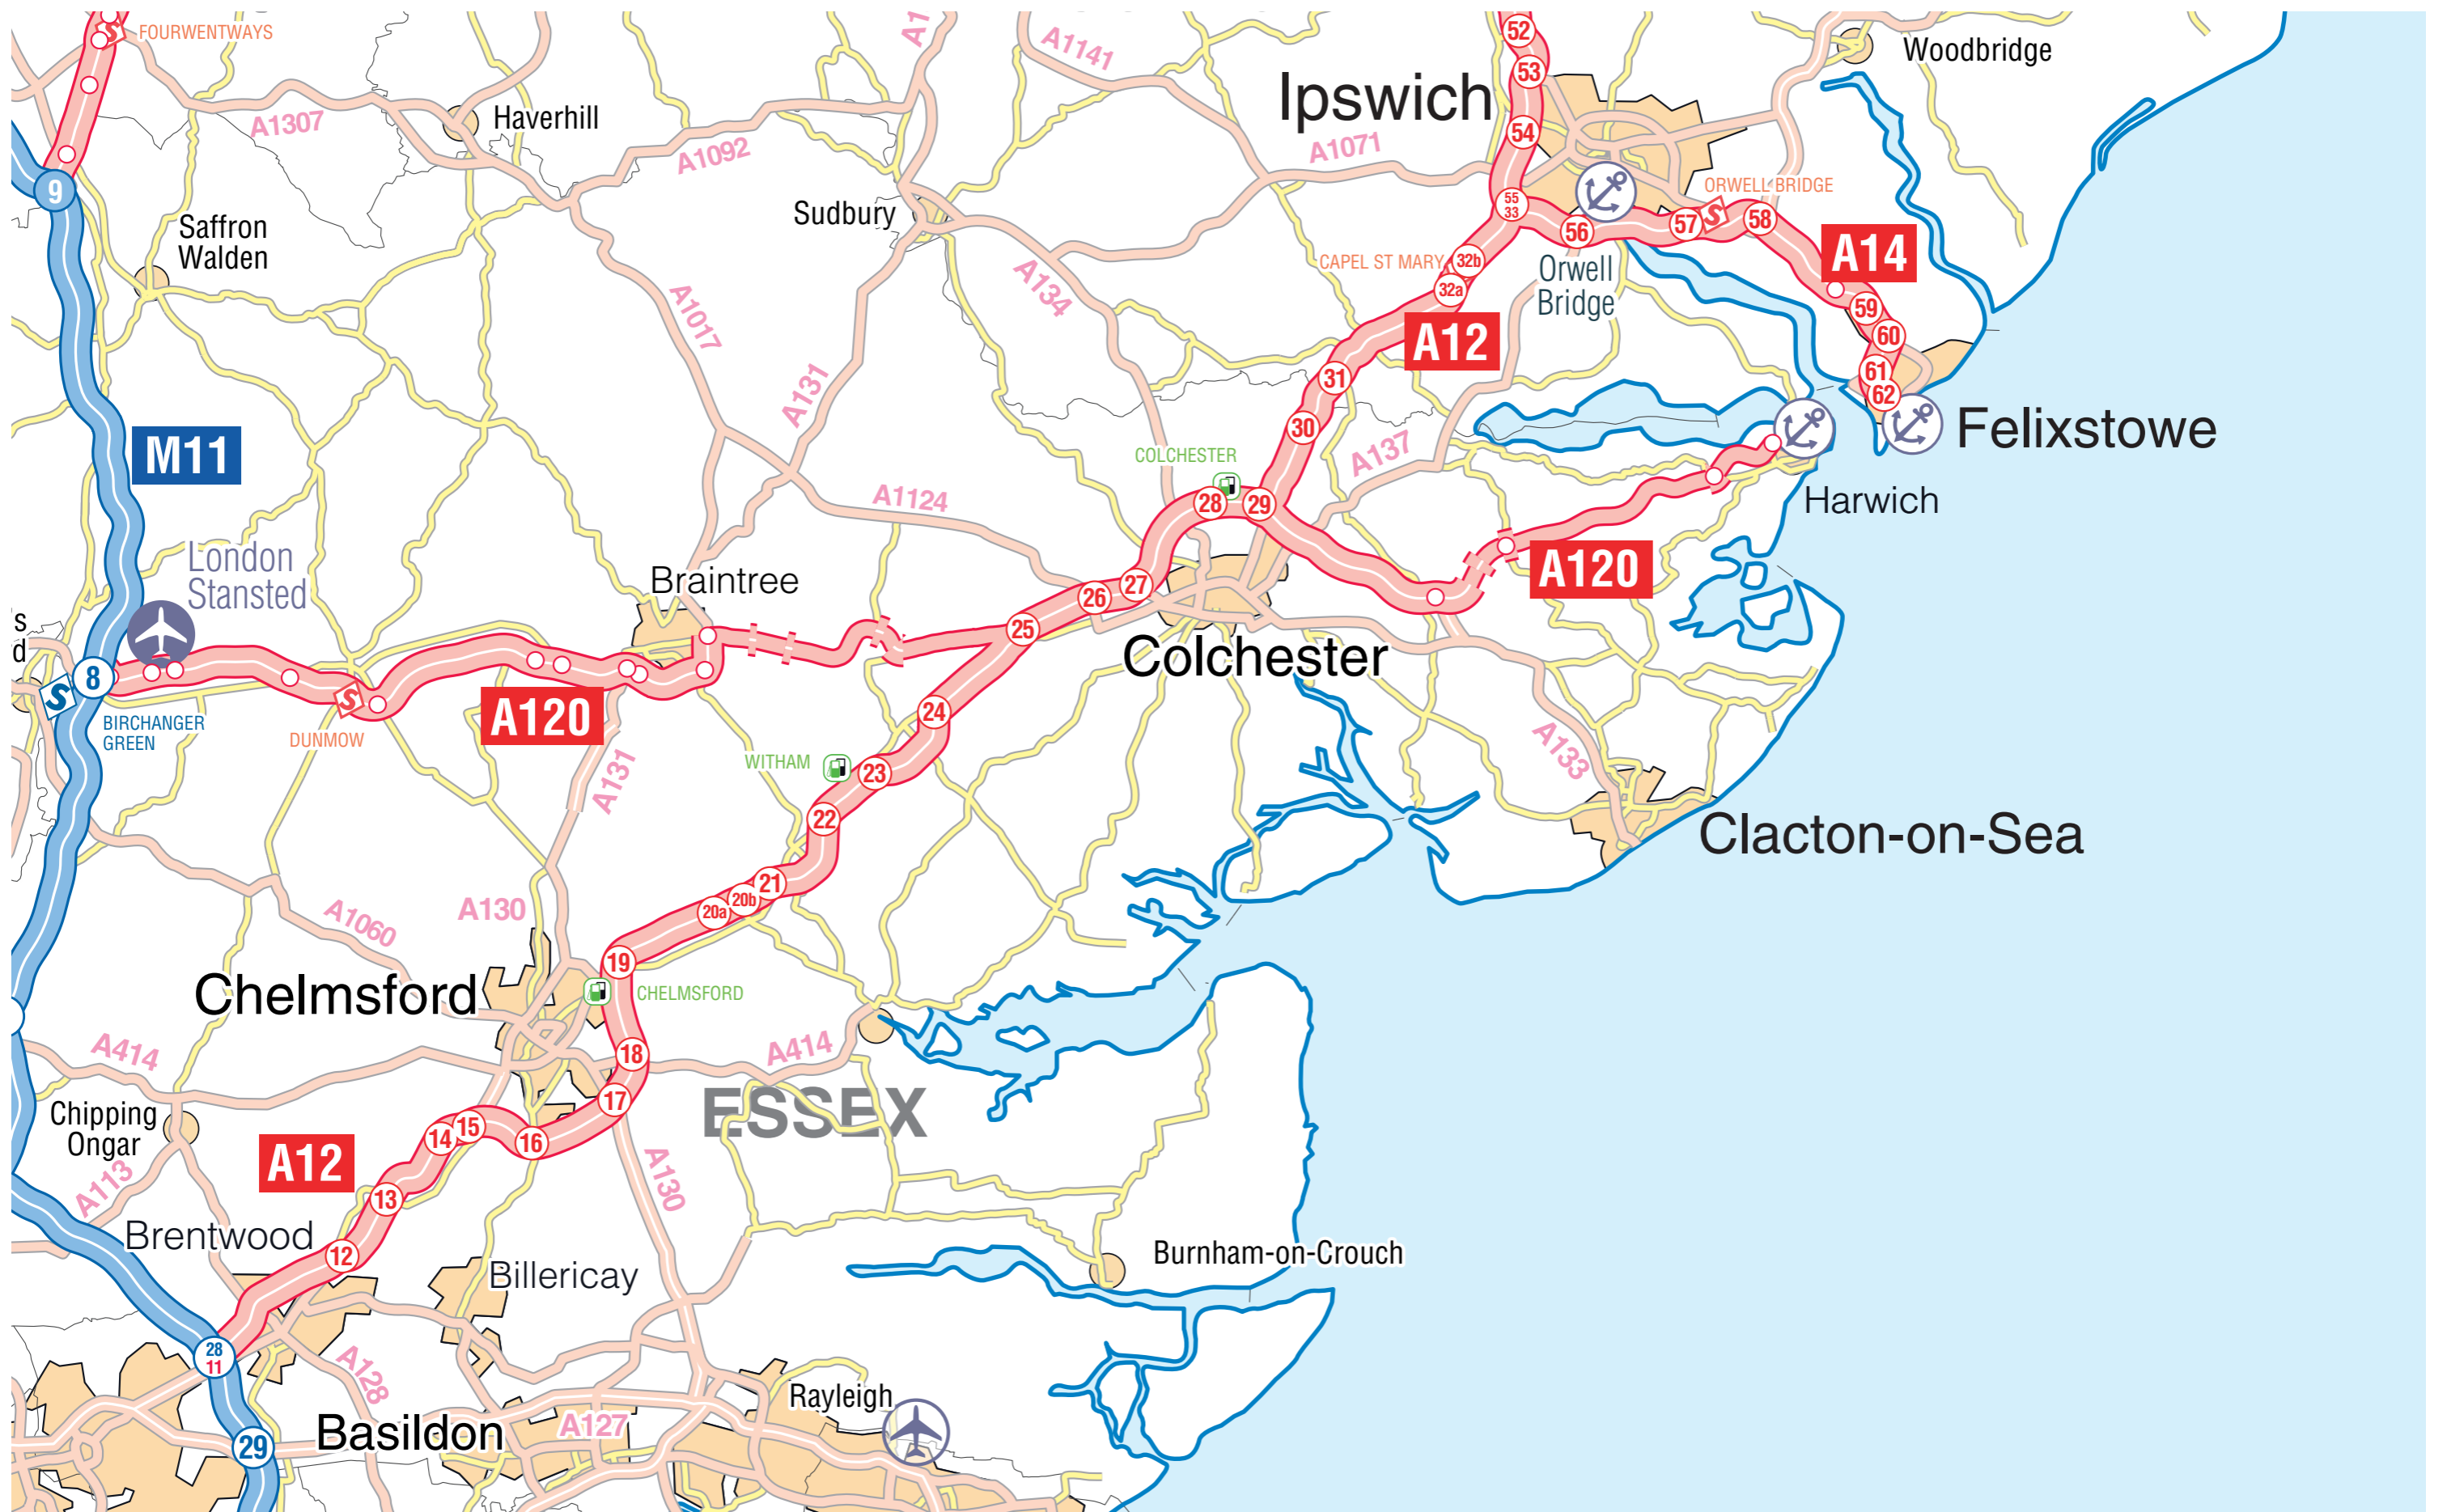 FOURWENTWAYS
A1307
Haverhill
A1092
A1
A1141
Ipswich
A1071
52
53
54
55
33
56
57
58
ORWELL BRIDGE
Woodbridge
9
Saffron
Walden
Sudbury
A134
A1017
A131
CAPEL ST MARY
32b
32a
Orwell
Bridge
A14
59
60
61
62
A12
31
30
A137
Felixstowe
Harwich
M11
COLCHESTER
28
29
A1124
London
Stansted
Braintree
A120
27
26
25
Colchester
s
d
8
BIRCHANGER
GREEN
S
DUNMOW
S
A120
A131
24
WITHAM
23
22
A133
Clacton-on-Sea
21
20b
20a
A130
A1060
19
Chelmsford
CHELMSFORD
A414
18
A414
17
ESSEX
Chipping
Ongar
16
15
14
A12
13
A113
A130
Brentwood
12
Billericay
Burnham-on-Crouch
28
11
A128
Rayleigh
A127
Basildon
29